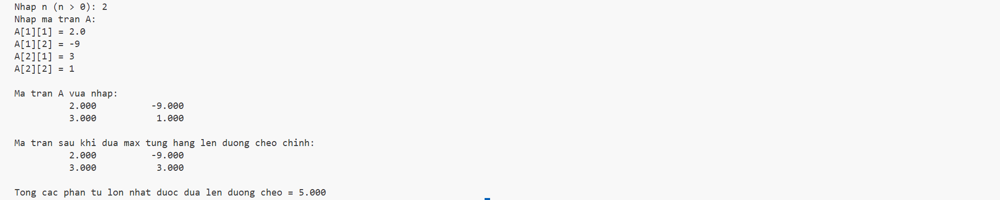 Nhap n (n > 0): 2
Nhap ma tran A:
A[1][1] = 2.0
A[1][2] = -9
A[2][1] = 3
A[2][2] = 1
Ma tran A vua nhap:
2.000 -9.000
3.000 1.000
Ma tran sau khi dua max tung hang len duong cheo chinh:
2.000 -9.000
3.000 3.000
Tong cac phan tu lon nhat duoc dua len duong cheo = 5.000